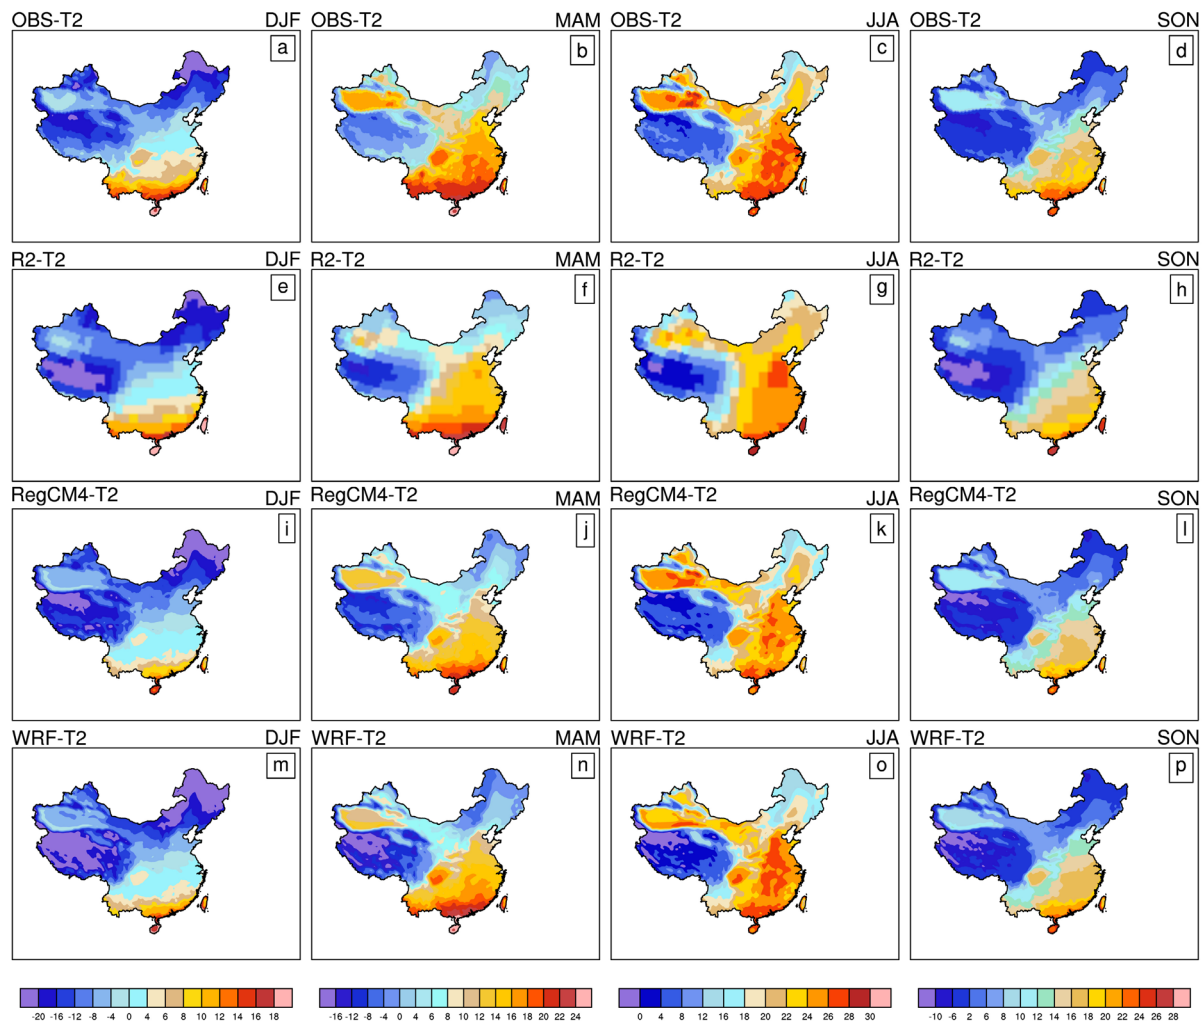 OBS-T2 DJF OBS-T2 MAM OBS-T2 JJA OBS-T2 SON
a b c d
R2-T2 DJF R2-T2 MAM R2-T2 JJA R2-T2 SON
e f g h
RegCM4-T2 DJF RegCM4-T2 MAM RegCM4-T2 JJA RegCM4-T2 SON
i j k l
WRF-T2 DJF WRF-T2 MAM WRF-T2 JJA WRF-T2 SON
m n o p
-20 -16 -12 -8 -4 0 4 6 8 10 12 14 16 18 -16 -12 -8 -4 0 4 8 10 12 14 16 18 20 22 24 0 4 8 12 16 18 20 22 24 26 28 30 -10 -6 2 6 8 10 12 14 16 18 20 22 24 26 28